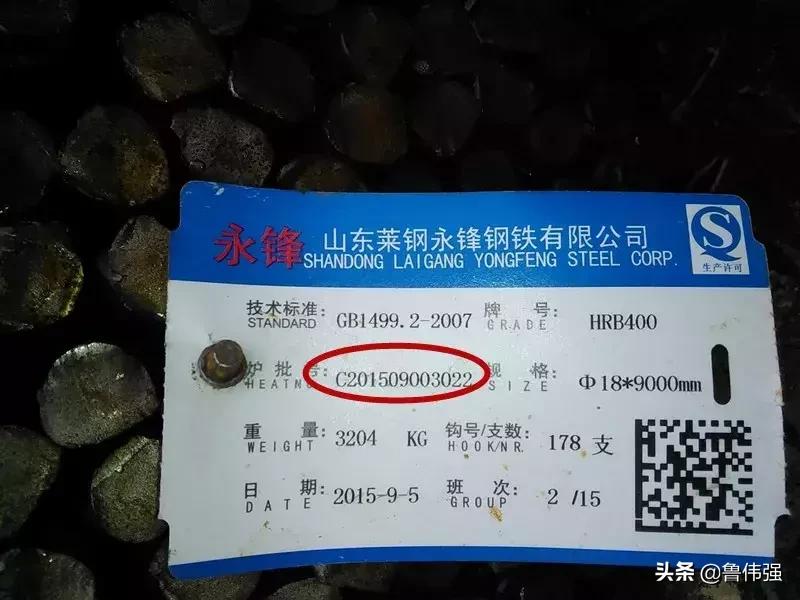 永锋 山东莱钢永锋钢铁有限公司
SHANDONG LAIGANG YONGFENG STEEL CORP.
生产许可
技术标准: GB1499.2-2007 牌 号: HRB400
STANDARD GRADE
炉批号: C201509003022 规 格: Φ18*9000mm
HEATNO SIZE
重 量: 3204 KG 钩号/支数: 178 支
WEIGHT HOOK/NR.
日 期: 2015-9-5 班 次: 2 /15
DATE GROUP
头条 @鲁伟强